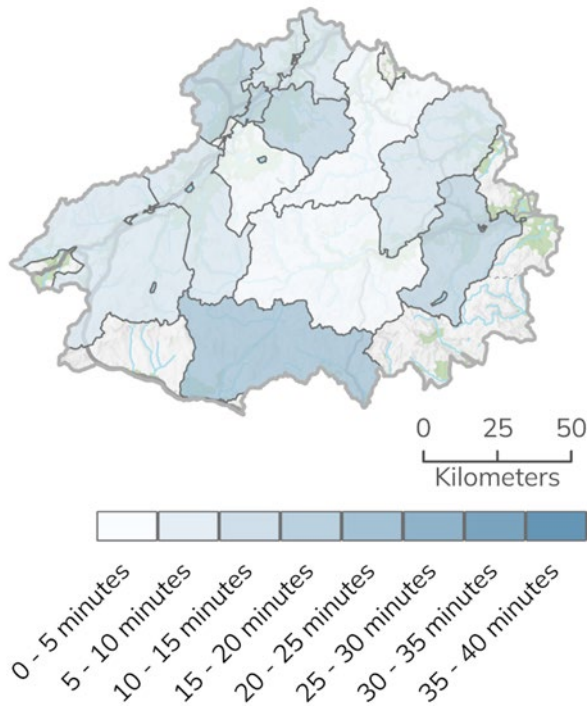 0 25 50
Kilometers
0 - 5 minutes
5 - 10 minutes
10 - 15 minutes
15 - 20 minutes
20 - 25 minutes
25 - 30 minutes
30 - 35 minutes
35 - 40 minutes